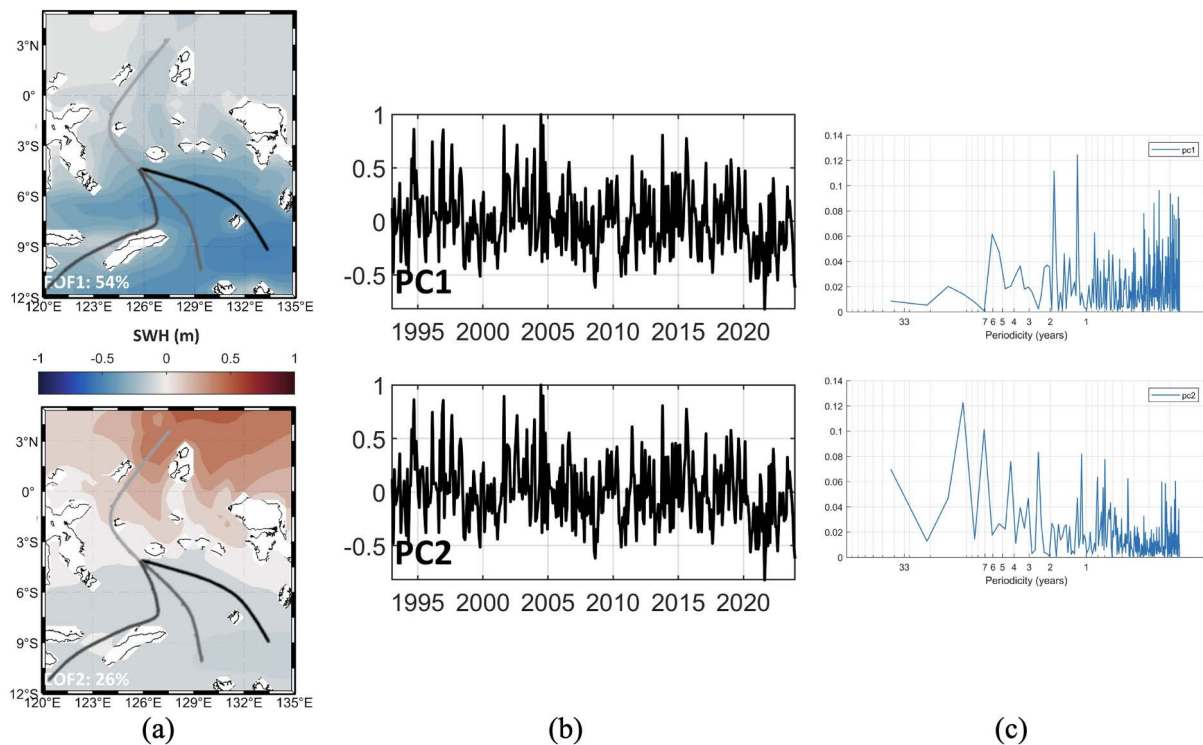 3°N
0°
3°S
6°S
9°S
12°S
120°E 123°E 126°E 129°E 132°E 135°E
EOF1: 54%
SWH (m)
-1 -0.5 0 0.5 1
3°N
0°
3°S
6°S
9°S
12°S
120°E 123°E 126°E 129°E 132°E 135°E
EOF2: 26%
(a)
1
0.5
0
-0.5
PC1
1995 2000 2005 2010 2015 2020
1
0.5
0
-0.5
PC2
1995 2000 2005 2010 2015 2020
(b)
0.14
0.12
0.1
0.08
0.06
0.04
0.02
0
pc1
33 7 6 5 4 3 2 1
Periodicity (years)
0.14
0.12
0.1
0.08
0.06
0.04
0.02
0
pc2
33 7 6 5 4 3 2 1
Periodicity (years)
(c)